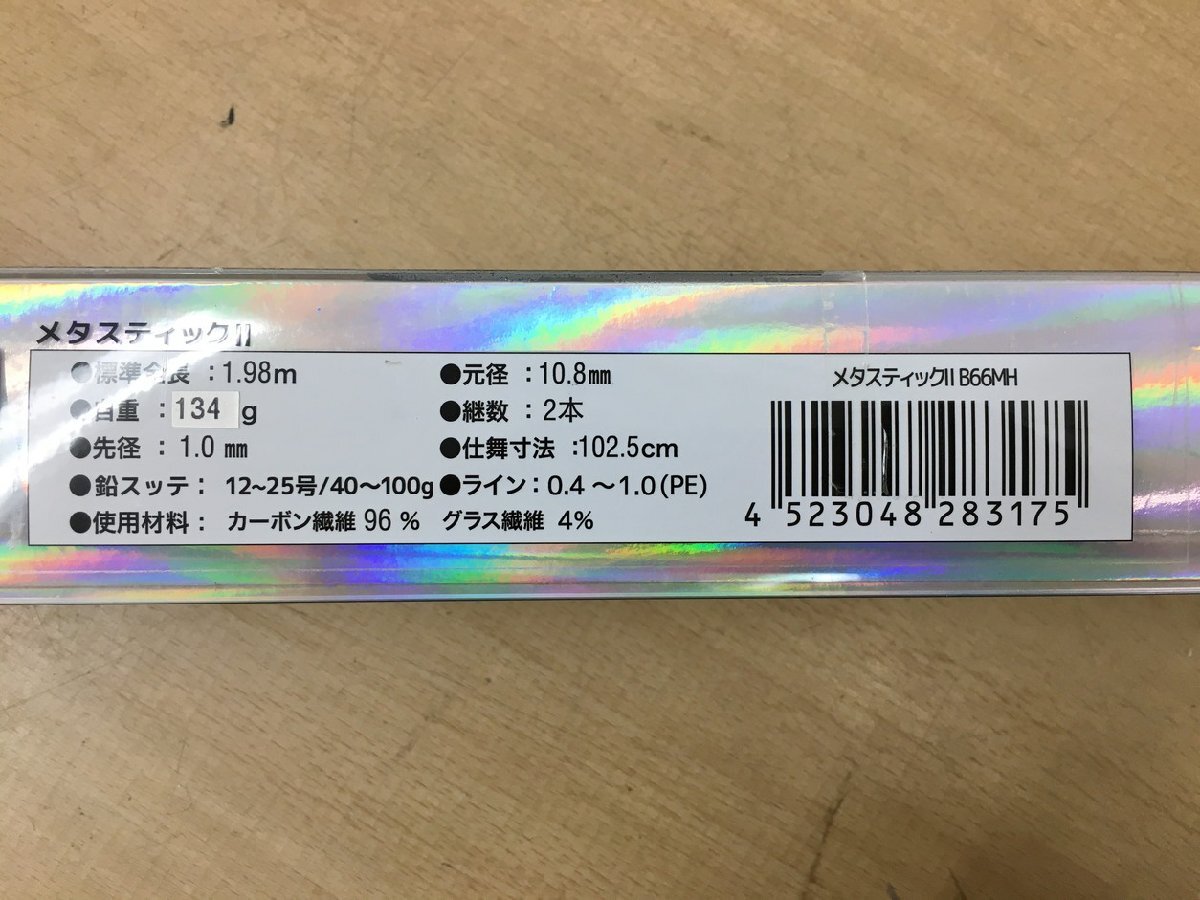 メタスティックII
●標準全長 : 1.98m
●自重 : 134 g
●先径 : 1.0 mm
●鉛スッテ : 12~25号/40~100g
●使用材料 : カーボン繊維 96 % グラス繊維 4%
●元径 : 10.8mm
●継数 : 2本
●仕舞寸法 :102.5cm
●ライン : 0.4 ~1.0(PE)
メタスティックII B66MH
4 523048 283175